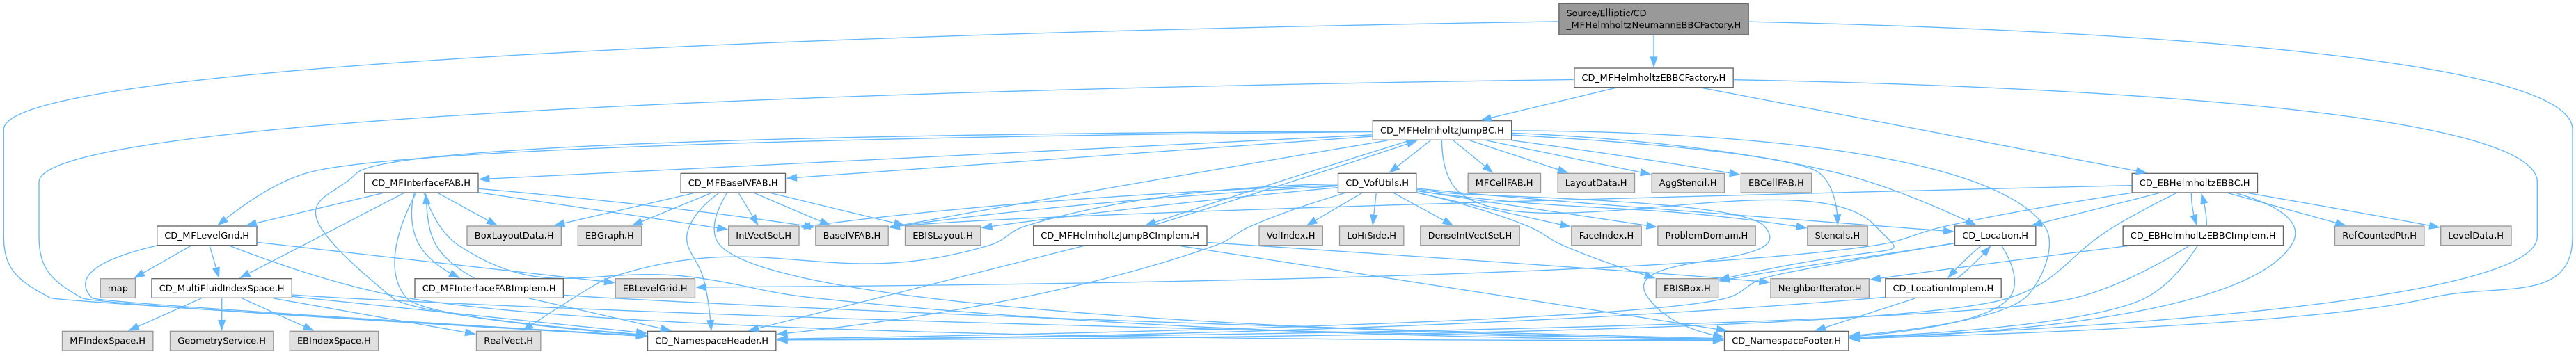 Source/Elliptic/CD
_MFHelmholtzNeumannEBBCFactory.H
CD_MFHelmholtzEBBCFactory.H
CD_MFHelmholtzJumpBC.H
CD_MFInterfaceFAB.H
CD_MFBaseIVFAB.H
CD_VofUtils.H
MFCellFAB.H
LayoutData.H
AggStencil.H
EBCellFAB.H
CD_EBHelmholtzEBBC.H
CD_MFLevelGrid.H
BoxLayoutData.H
EBGraph.H
IntVectSet.H
BaseIVFAB.H
EBISLayout.H
CD_MFHelmholtzJumpBCImplem.H
VolIndex.H
LoHiSide.H
DenseIntVectSet.H
FaceIndex.H
ProblemDomain.H
Stencils.H
CD_Location.H
CD_EBHelmholtzEBBCImplem.H
RefCountedPtr.H
LevelData.H
map
CD_MultiFluidIndexSpace.H
CD_MFInterfaceFABImplem.H
EBLevelGrid.H
EBISBox.H
NeighborIterator.H
CD_LocationImplem.H
MFIndexSpace.H
GeometryService.H
EBIndexSpace.H
RealVect.H
CD_NamespaceHeader.H
CD_NamespaceFooter.H